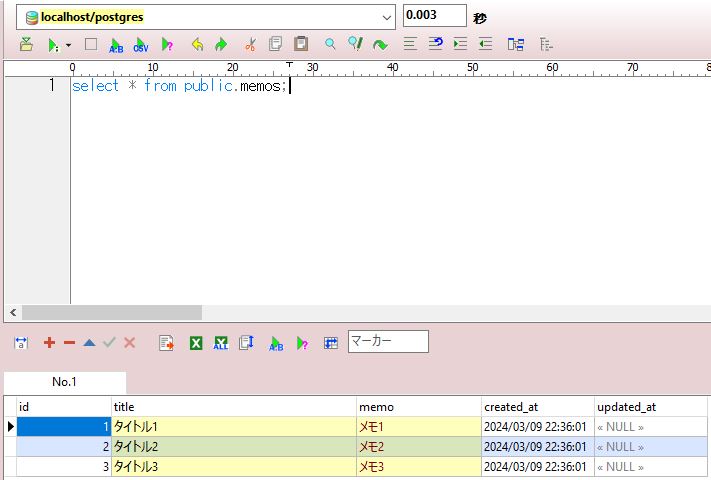 localhost/postgres 0.003 秒
A:B CSV
0 10 20 30 40 50 60 70 80
1 select * from public.memos;
a ALL A:B マーカー
No.1
id title memo created_at updated_at
1 タイトル1 メモ1 2024/03/09 22:36:01 « NULL »
2 タイトル2 メモ2 2024/03/09 22:36:01 « NULL »
3 タイトル3 メモ3 2024/03/09 22:36:01 « NULL »